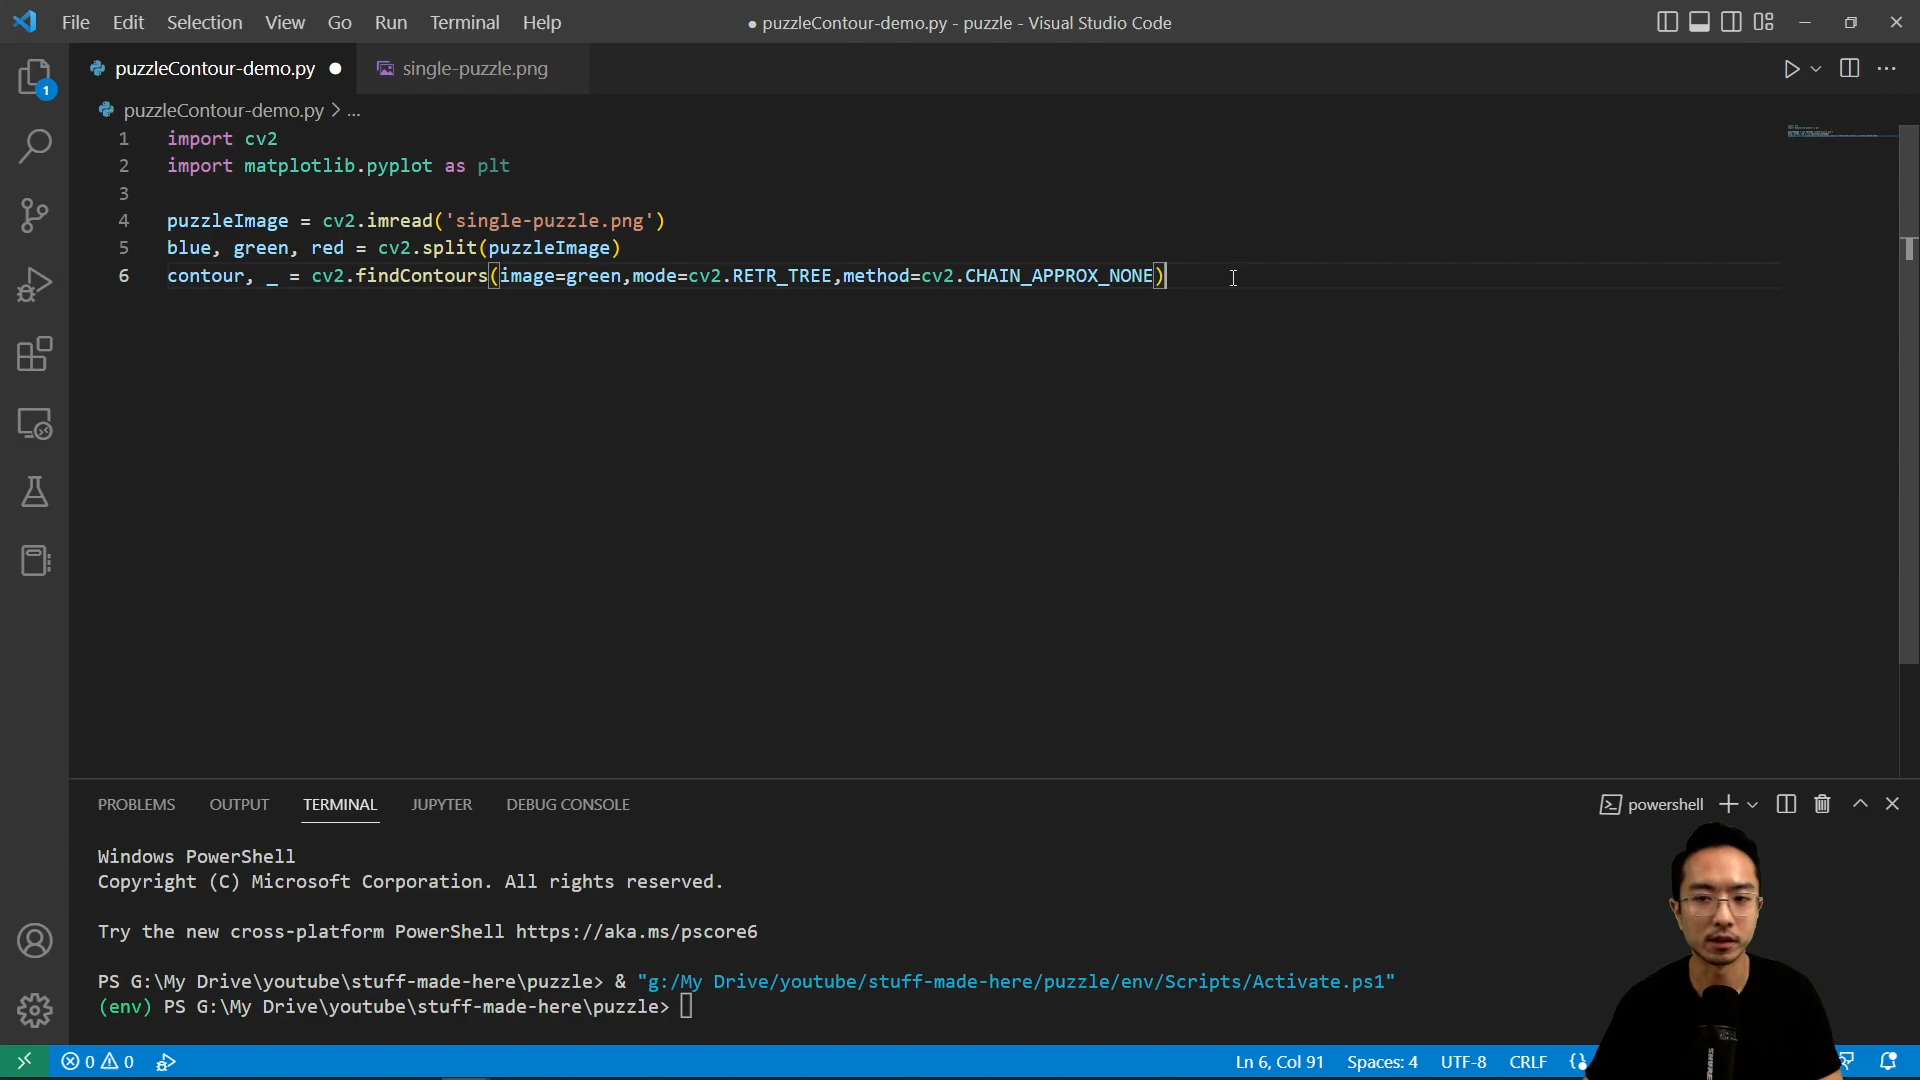 File Edit Selection View Go Run Terminal Help
● puzzleContour-demo.py - puzzle - Visual Studio Code
puzzleContour-demo.py ●
single-puzzle.png
puzzleContour-demo.py > ...
1 import cv2
2 import matplotlib.pyplot as plt
3
4 puzzleImage = cv2.imread('single-puzzle.png')
5 blue, green, red = cv2.split(puzzleImage)
6 contour, _ = cv2.findContours(image=green,mode=cv2.RETR_TREE,method=cv2.CHAIN_APPROX_NONE)
1
PROBLEMS OUTPUT TERMINAL JUPYTER DEBUG CONSOLE
powershell
Windows PowerShell
Copyright (C) Microsoft Corporation. All rights reserved.
Try the new cross-platform PowerShell https://aka.ms/pscore6
PS G:\My Drive\youtube\stuff-made-here\puzzle> & "g:/My Drive/youtube/stuff-made-here/puzzle/env/Scripts/Activate.ps1"
(env) PS G:\My Drive\youtube\stuff-made-here\puzzle>
0 0
Ln 6, Col 91 Spaces: 4 UTF-8 CRLF